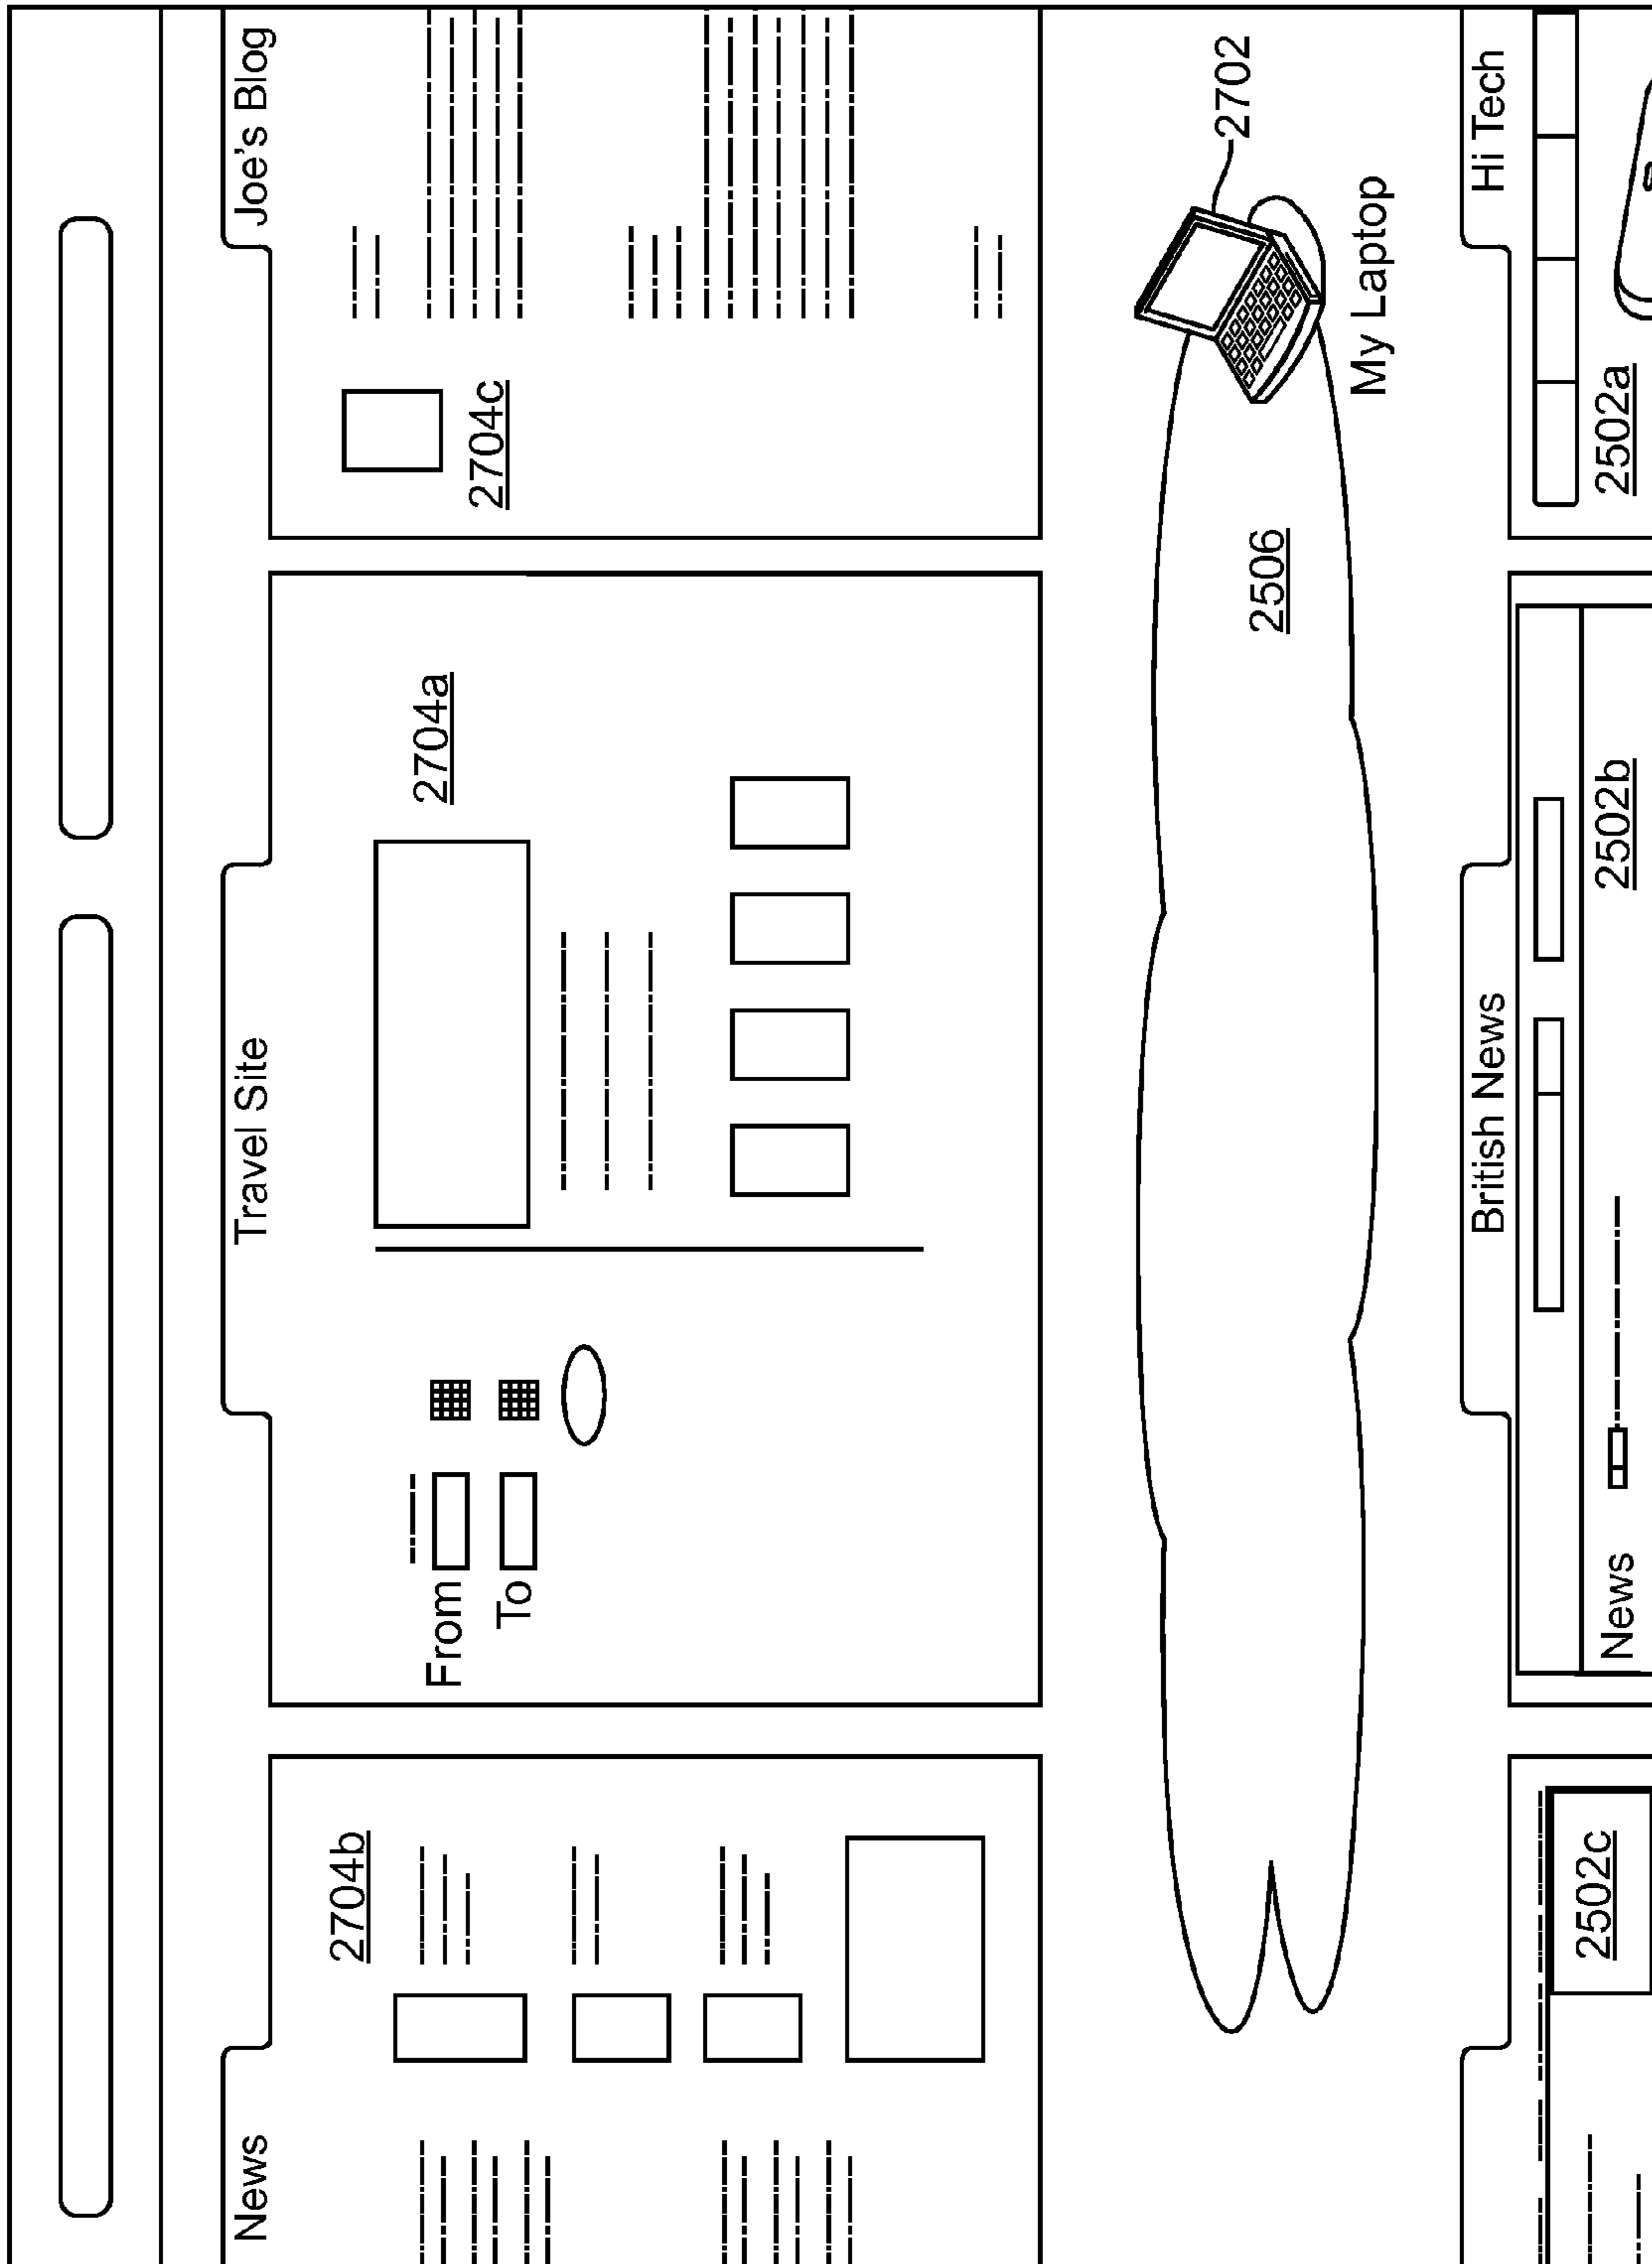 News
Travel Site
Joe's Blog
2704b
2704a
2704c
From
To
2702
2506
My Laptop
British News
Hi Tech
2502c
News
2502b
2502a